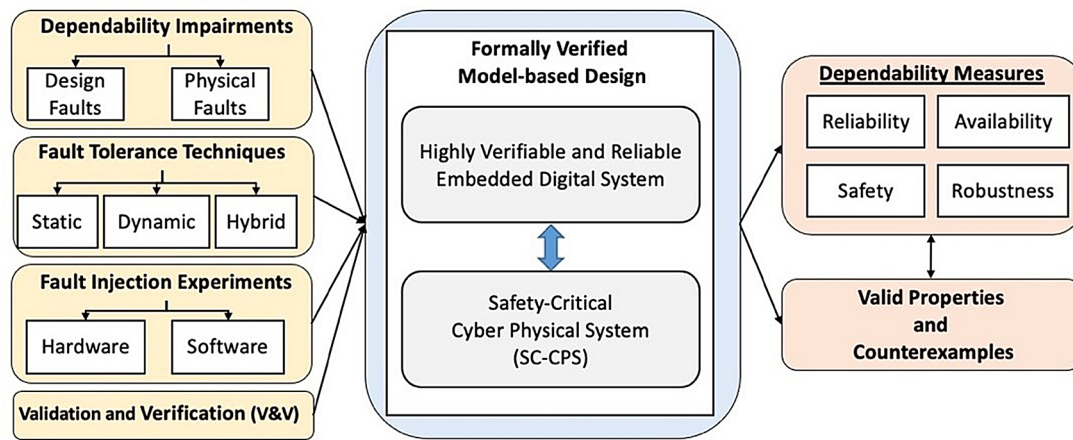 Dependability Impairments
Design
Faults
Physical
Faults
Fault Tolerance Techniques
Static
Dynamic
Hybrid
Fault Injection Experiments
Hardware
Software
Validation and Verification (V&V)
Formally Verified
Model-based Design
Highly Verifiable and Reliable
Embedded Digital System
Safety-Critical
Cyber Physical System
(SC-CPS)
Dependability Measures
Reliability
Availability
Safety
Robustness
Valid Properties
and
Counterexamples